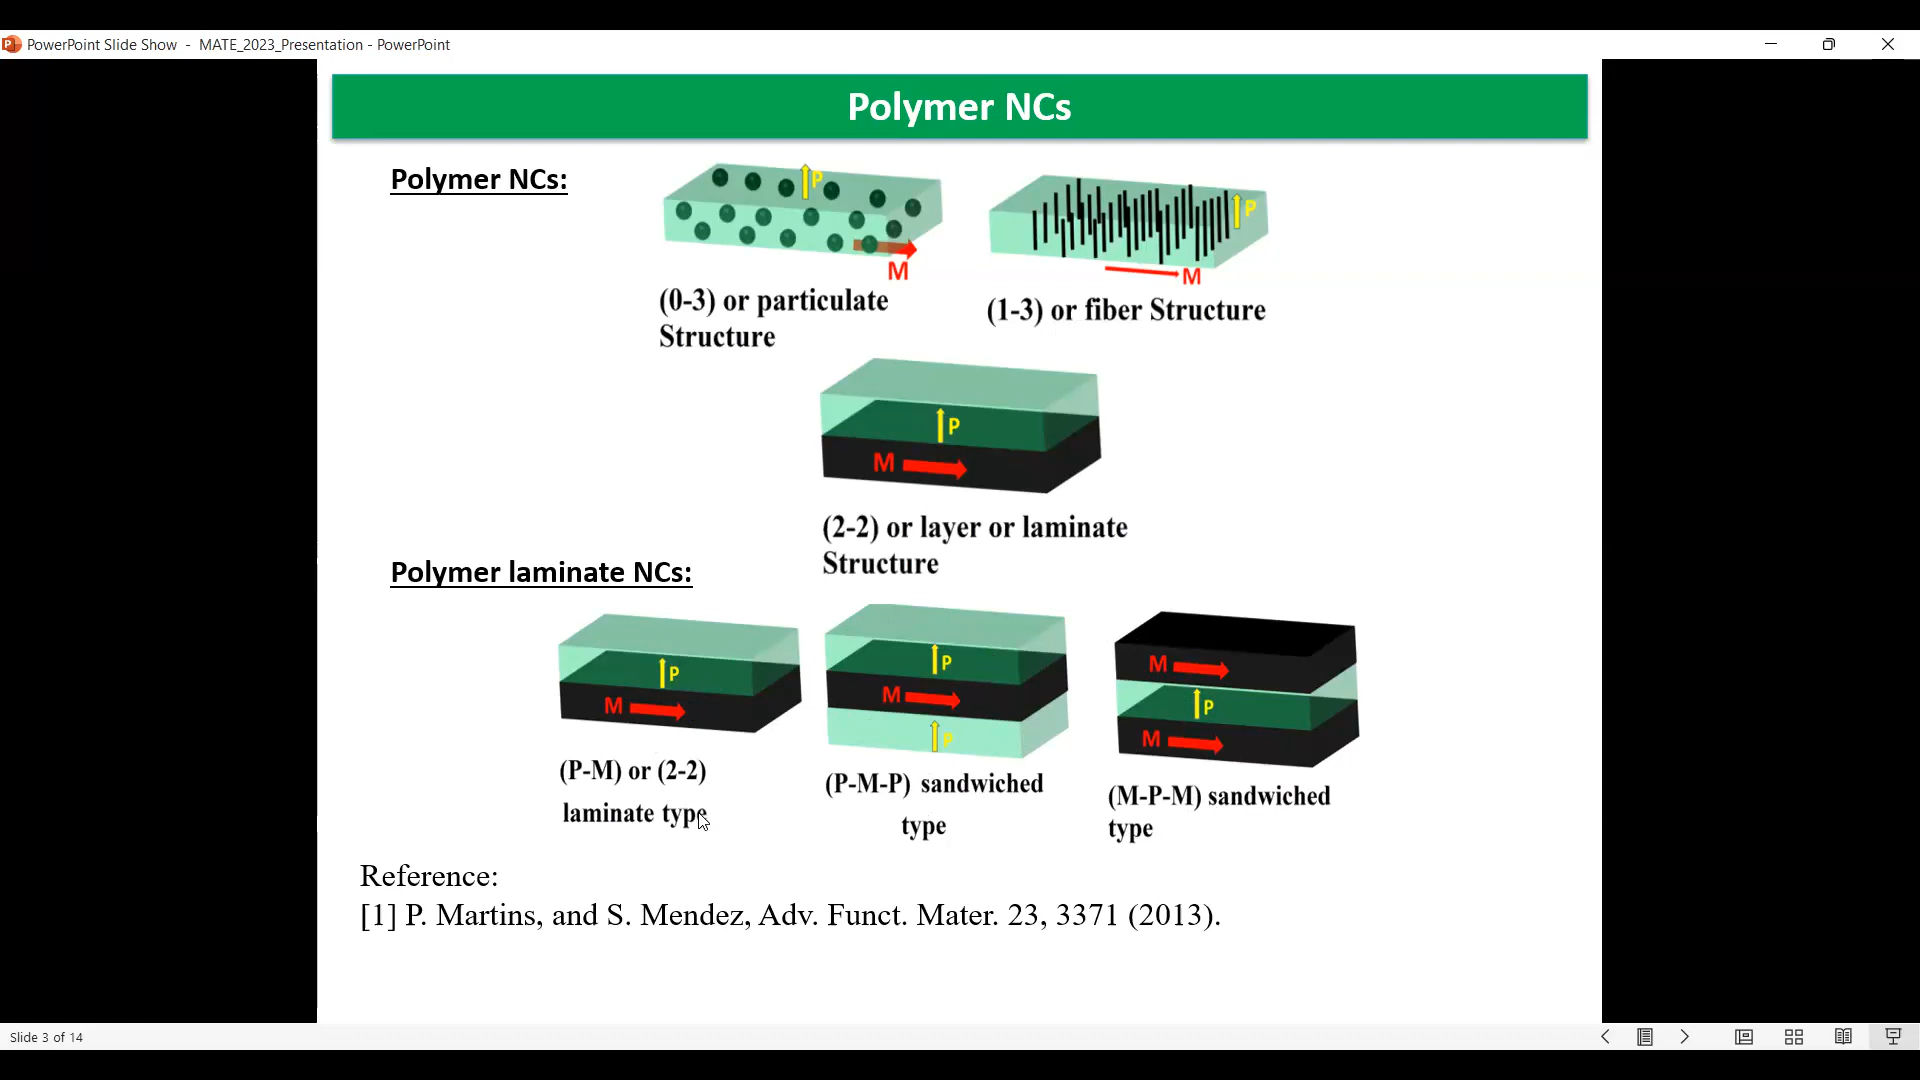 PowerPoint Slide Show - MATE_2023_Presentation - PowerPoint
Polymer NCs
Polymer NCs:
P
M
(0-3) or particulate
Structure
P
M
(1-3) or fiber Structure
P
M
(2-2) or layer or laminate
Structure
Polymer laminate NCs:
P
M
(P-M) or (2-2)
laminate type
P
M
P
(P-M-P) sandwiched
type
M
P
M
(M-P-M) sandwiched
type
Reference:
[1] P. Martins, and S. Mendez, Adv. Funct. Mater. 23, 3371 (2013).
Slide 3 of 14